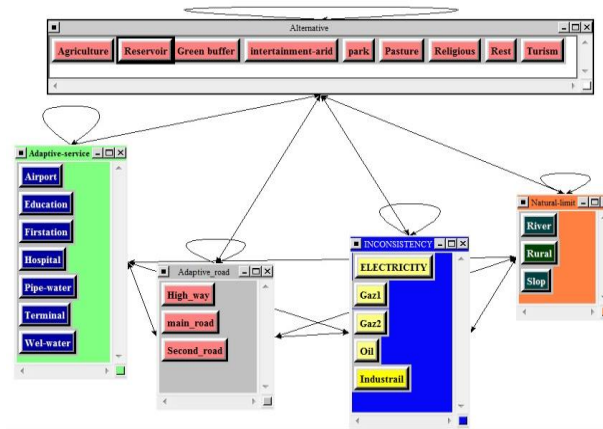 Alternative
Agriculture Reservoir Green buffer intertainment-arid park Pasture Religious Rest Turism
Adaptive-service
Airport
Education
Firstation
Hospital
Pipe-water
Terminal
Wel-water
Adaptive_road
High_way
main_road
Second_road
INCONSISTENCY
ELECTRICITY
Gaz1
Gaz2
Oil
Industrail
Natural-limit
River
Rural
Slop